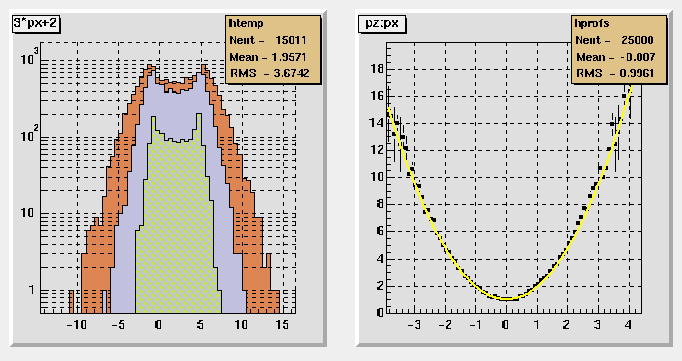 3*px+2
htemp
Nent = 15011
Mean = 1.9571
RMS = 3.6742
10³
10²
10
1
-10 -5 0 5 10 15
pz:px
hprofs
Nent = 25000
Mean = -0.007
RMS = 0.9961
18
16
14
12
10
8
6
4
2
0
-3 -2 -1 0 1 2 3 4